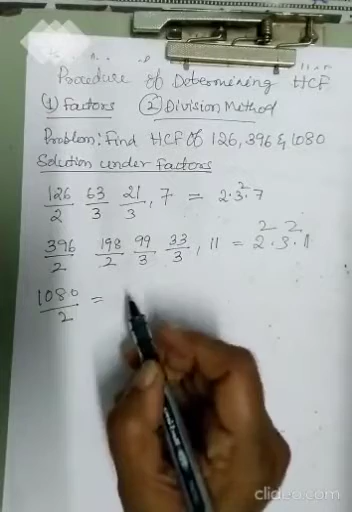 Procedure of Determining HCF
(1) Factors (2) Division Method
Problem: Find HCF of 126, 396 & 1080
Solution under factors
126/2 63/3 21/3, 7 = 2·3²·7
396/2 198/2 99/3 33/3, 11 = 2²·3²·11
1080/2 =
clideo.com